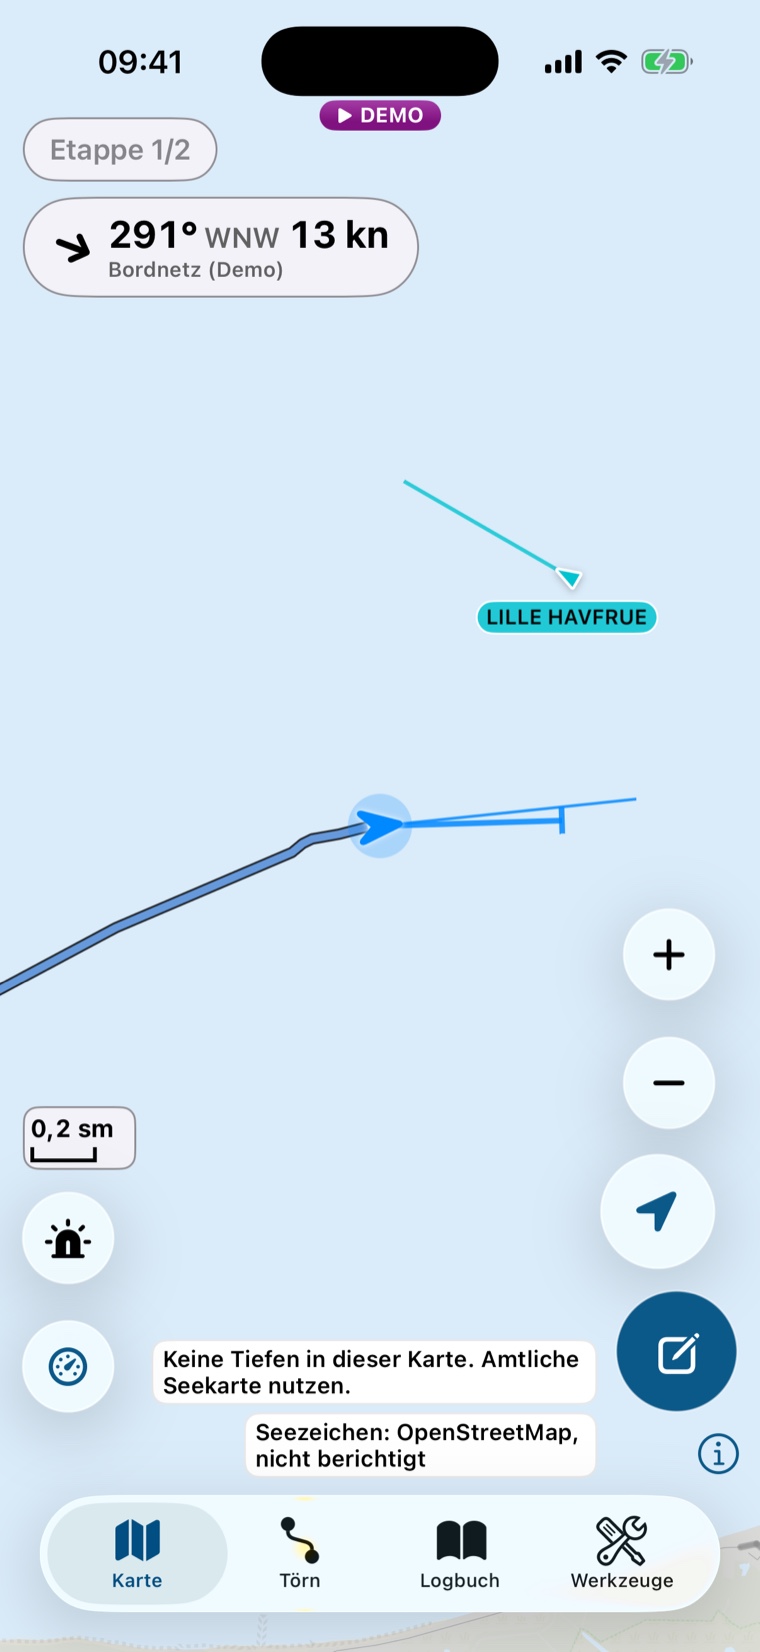 09:41
DEMO
Etappe 1/2
291° WNW 13 kn
Bordnetz (Demo)
LILLE HAVFRUE
0,2 sm
Keine Tiefen in dieser Karte. Amtliche
Seekarte nutzen.
Seezeichen: OpenStreetMap,
nicht berichtigt
Karte
Törn
Logbuch
Werkzeuge